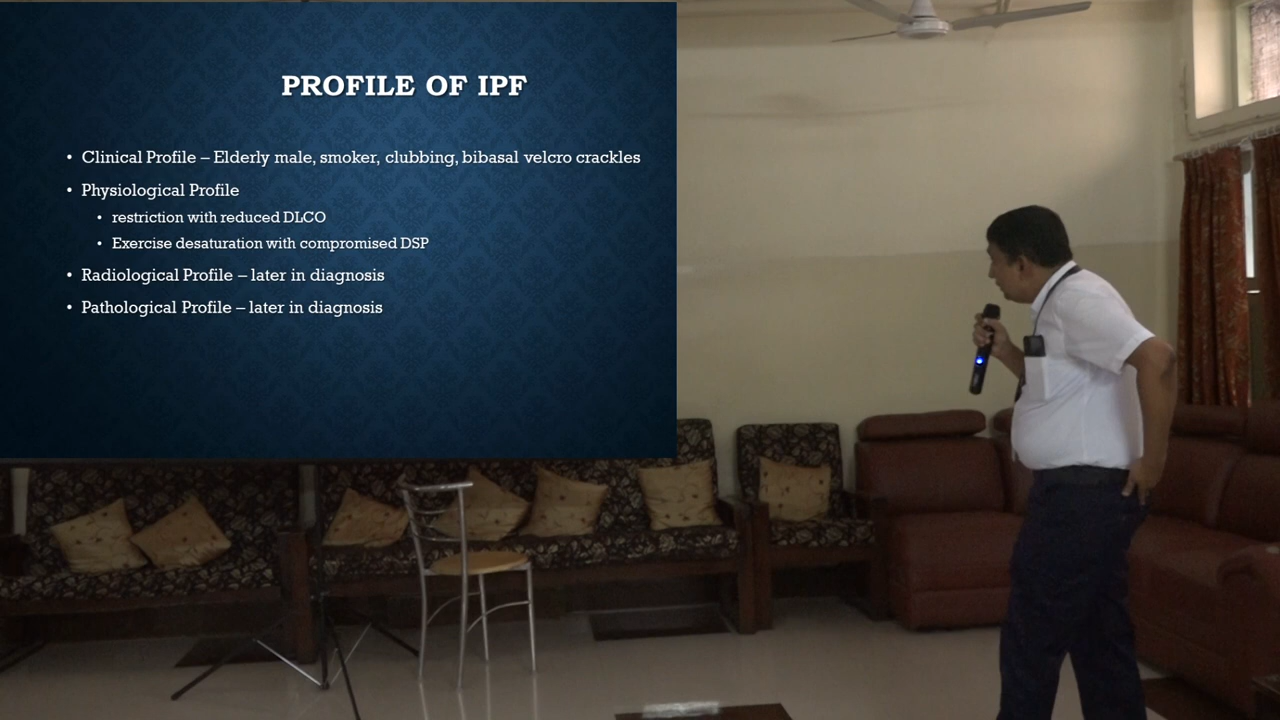 PROFILE OF IPF
• Clinical Profile – Elderly male, smoker, clubbing, bibasal velcro crackles
• Physiological Profile
• restriction with reduced DLCO
• Exercise desaturation with compromised DSP
• Radiological Profile – later in diagnosis
• Pathological Profile – later in diagnosis